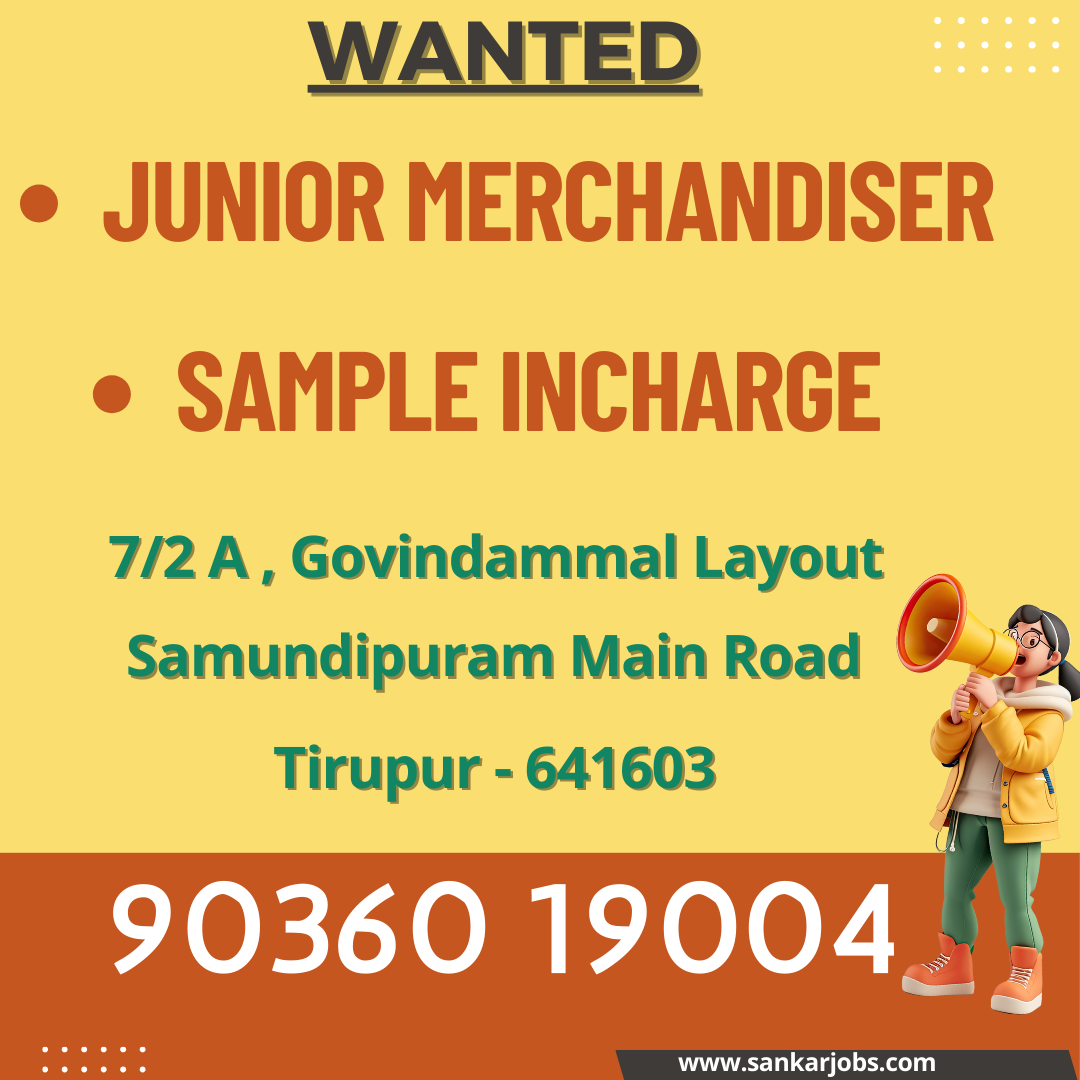 WANTED
• JUNIOR MERCHANDISER
• SAMPLE INCHARGE
7/2 A , Govindammal Layout
Samundipuram Main Road
Tirupur - 641603
90360 19004
www.sankarjobs.com